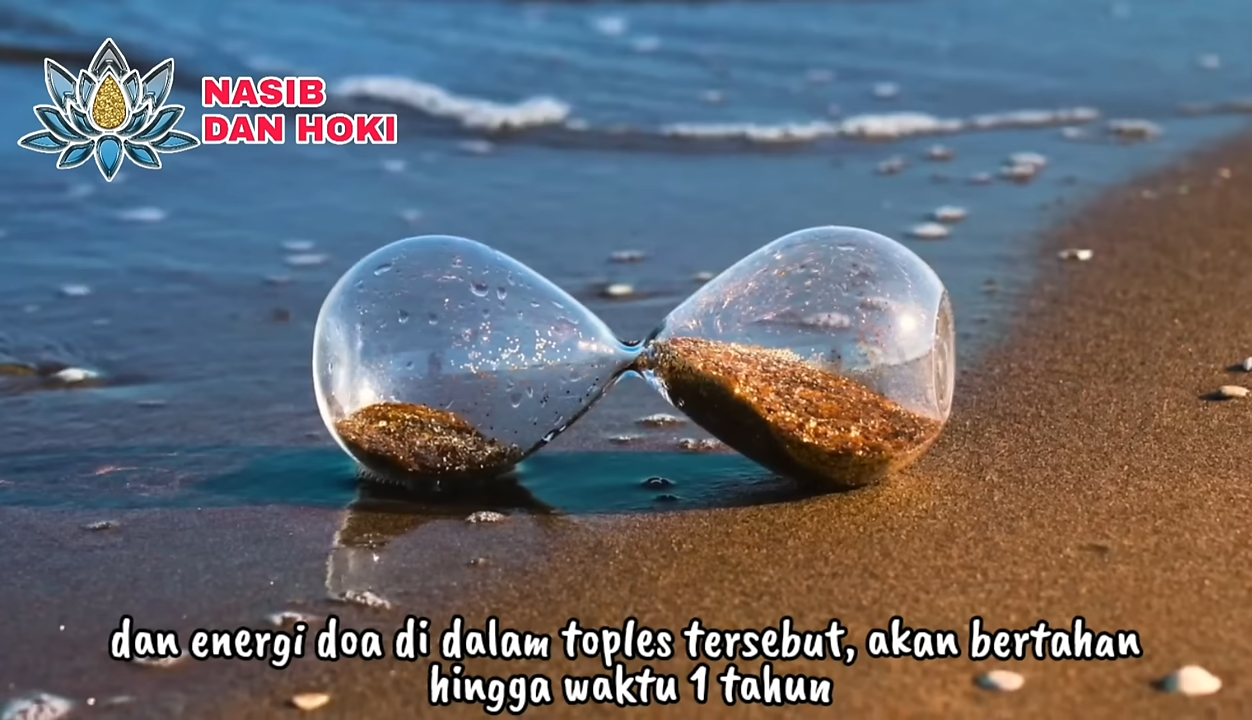 NASIB
DAN HOKI
dan energi doa di dalam toples tersebut, akan bertahan
hingga waktu 1 tahun